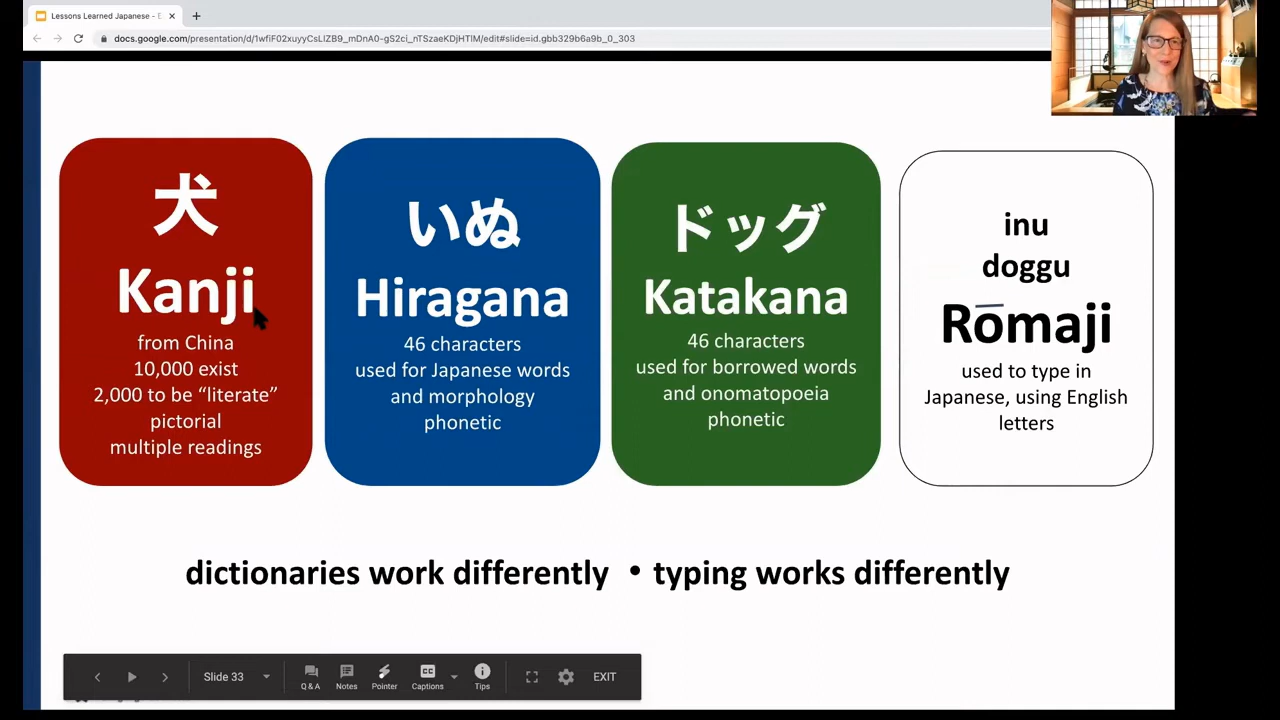 Lessons Learned Japanese - E
docs.google.com/presentation/d/1wfiF02xuyyCsLIZB9_mDnA0-gS2ci_nTSzaeKDjHTlM/edit#slide=id.gbb329b6a9b_0_303
犬
Kanji
from China
10,000 exist
2,000 to be “literate”
pictorial
multiple readings
いぬ
Hiragana
46 characters
used for Japanese words
and morphology
phonetic
ドッグ
Katakana
46 characters
used for borrowed words
and onomatopoeia
phonetic
inu
doggu
Rōmaji
used to type in
Japanese, using English
letters
dictionaries work differently • typing works differently
Slide 33
Q & A
Notes
Pointer
CC
Captions
Tips
EXIT